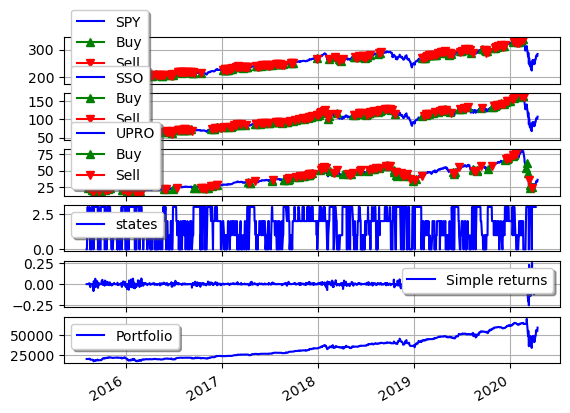 SPY
Buy
Sell
300
200
SSO
Buy
Sell
150
100
50
UPRO
Buy
Sell
75
50
25
states
2.5
0.0
Simple returns
0.25
0.00
−0.25
Portfolio
50000
25000
2016 2017 2018 2019 2020